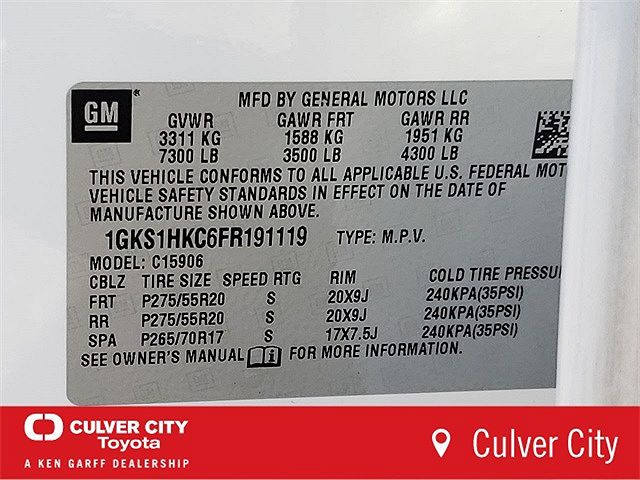 GM
MFD BY GENERAL MOTORS LLC
GVWR GAWR FRT GAWR RR
3311 KG 1588 KG 1951 KG
7300 LB 3500 LB 4300 LB
THIS VEHICLE CONFORMS TO ALL APPLICABLE U.S. FEDERAL MOT
VEHICLE SAFETY STANDARDS IN EFFECT ON THE DATE OF
MANUFACTURE SHOWN ABOVE.
1GKS1HKC6FR191119 TYPE: M.P.V.
MODEL: C15906
CBLZ TIRE SIZE SPEED RTG RIM COLD TIRE PRESSU
FRT P275/55R20 S 20X9J 240KPA(35PSI)
RR P275/55R20 S 20X9J 240KPA(35PSI)
SPA P265/70R17 S 17X7.5J 240KPA(35PSI)
SEE OWNER'S MANUAL FOR MORE INFORMATION.
CULVER CITY
Toyota
A KEN GARFF DEALERSHIP
Culver City